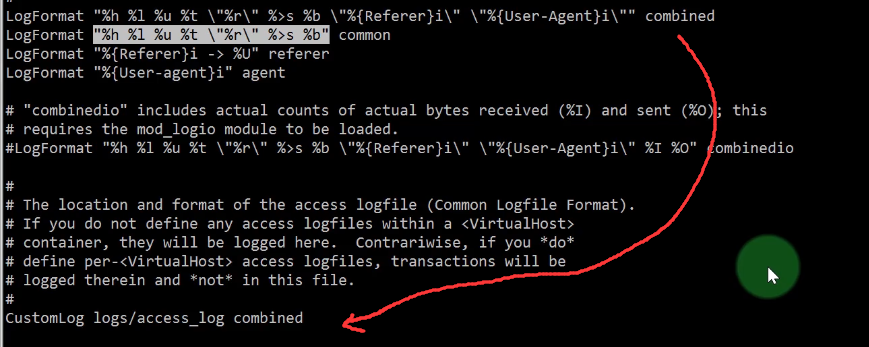 #
LogFormat "%h %l %u %t \"%r\" %>s %b \"%{Referer}i\" \"%{User-Agent}i\"" combined
LogFormat "%h %l %u %t \"%r\" %>s %b" common
LogFormat "%{Referer}i -> %U" referer
LogFormat "%{User-agent}i" agent
# "combinedio" includes actual counts of actual bytes received (%I) and sent (%O); this
# requires the mod_logio module to be loaded.
#LogFormat "%h %l %u %t \"%r\" %>s %b \"%{Referer}i\" \"%{User-Agent}i\" %I %O" combinedio
#
# The location and format of the access logfile (Common Logfile Format).
# If you do not define any access logfiles within a <VirtualHost>
# container, they will be logged here.  Contrariwise, if you *do*
# define per-<VirtualHost> access logfiles, transactions will be
# logged therein and *not* in this file.
#
CustomLog logs/access_log combined